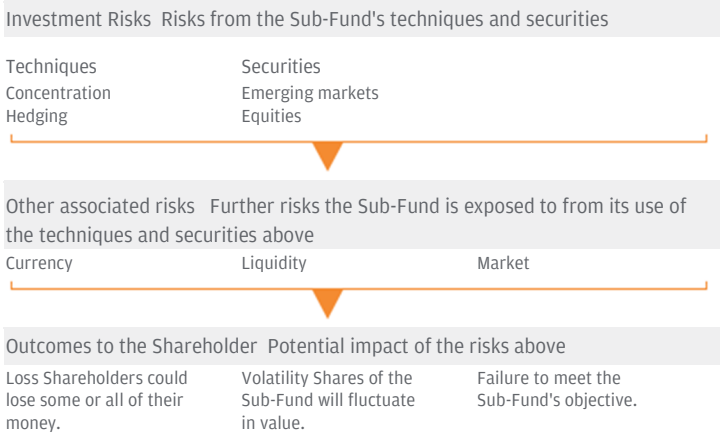 Investment Risks Risks from the Sub-Fund's techniques and securities
Techniques Securities
Concentration Emerging markets
Hedging Equities
Other associated risks Further risks the Sub-Fund is exposed to from its use of
the techniques and securities above
Currency Liquidity Market
Outcomes to the Shareholder Potential impact of the risks above
Loss Shareholders could
lose some or all of their
money.
Volatility Shares of the
Sub-Fund will fluctuate
in value.
Failure to meet the
Sub-Fund's objective.